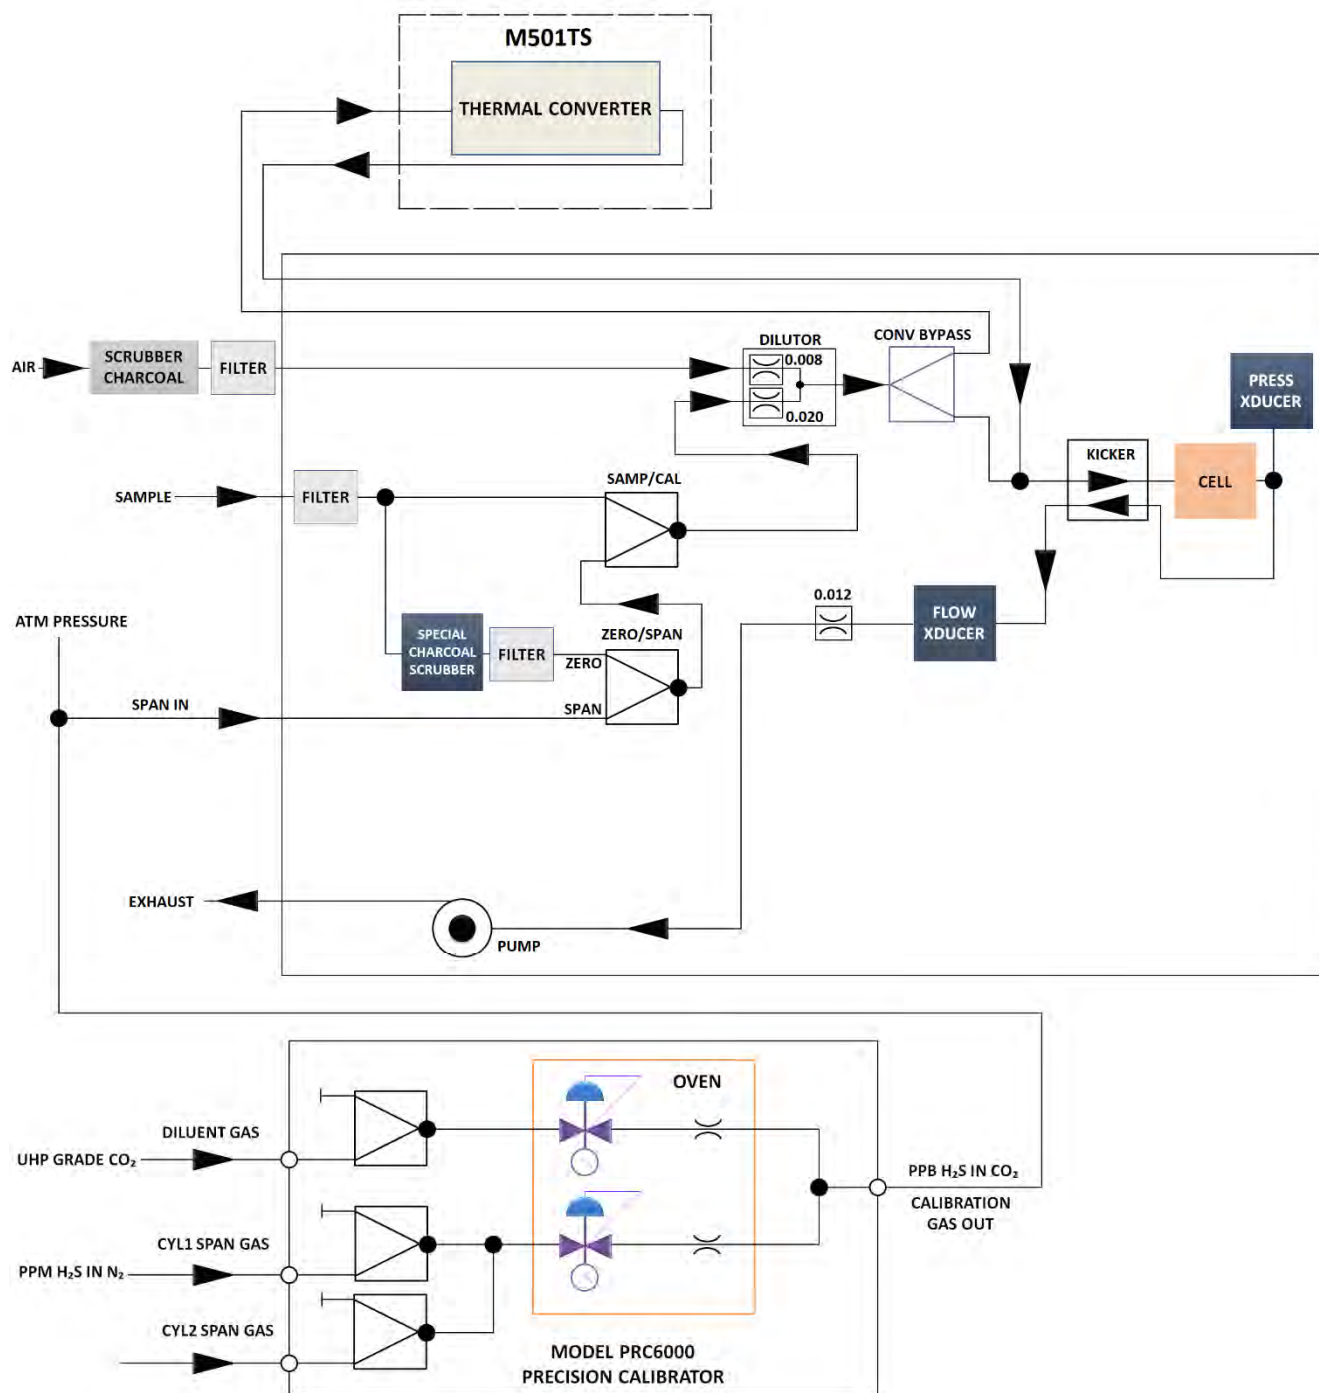 M501TS
THERMAL CONVERTER
AIR
SCRUBBER
CHARCOAL
FILTER
DILUTOR
0.008
0.020
CONV BYPASS
PRESS
XDUCER
SAMPLE
FILTER
SAMP/CAL
KICKER
CELL
ATM PRESSURE
SPECIAL
CHARCOAL
SCRUBBER
FILTER
ZERO/SPAN
ZERO
SPAN
0.012
FLOW
XDUCER
SPAN IN
EXHAUST
PUMP
OVEN
DILUENT GAS
UHP GRADE CO₂
PPB H₂S IN CO₂
CALIBRATION
GAS OUT
CYL1 SPAN GAS
PPM H₂S IN N₂
CYL2 SPAN GAS
MODEL PRC6000
PRECISION CALIBRATOR